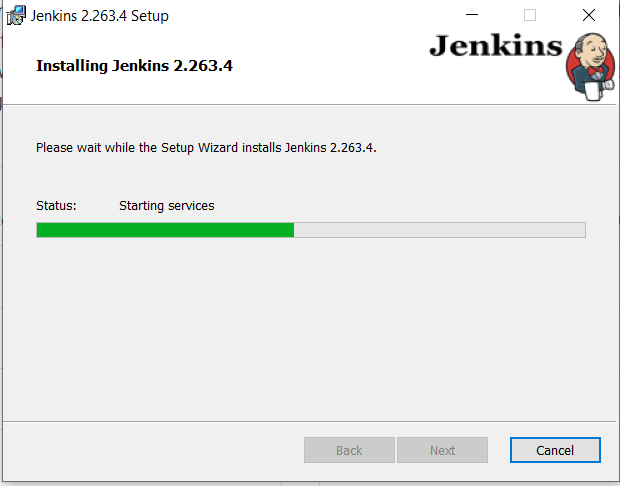 Jenkins 2.263.4 Setup
Jenkins
Installing Jenkins 2.263.4
Please wait while the Setup Wizard installs Jenkins 2.263.4.
Status: Starting services
Back Next Cancel